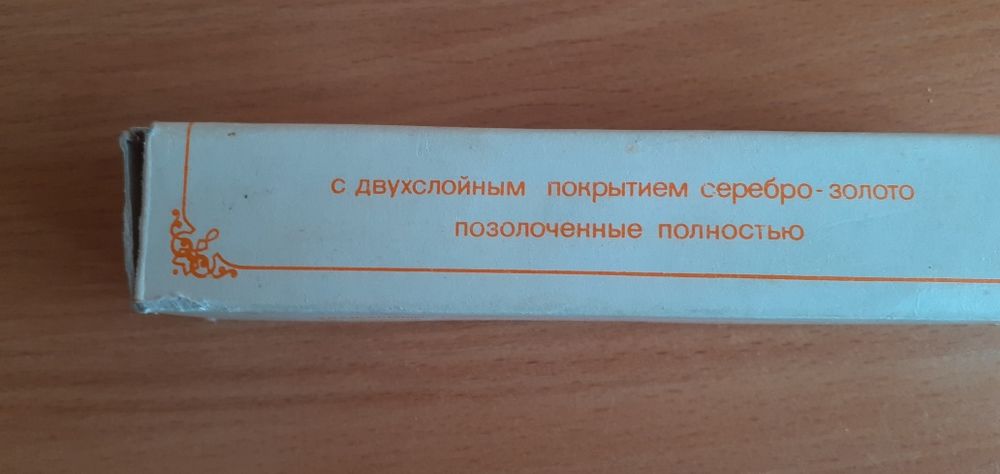 с двухслойным покрытием серебро-золото
позолоченные полностью